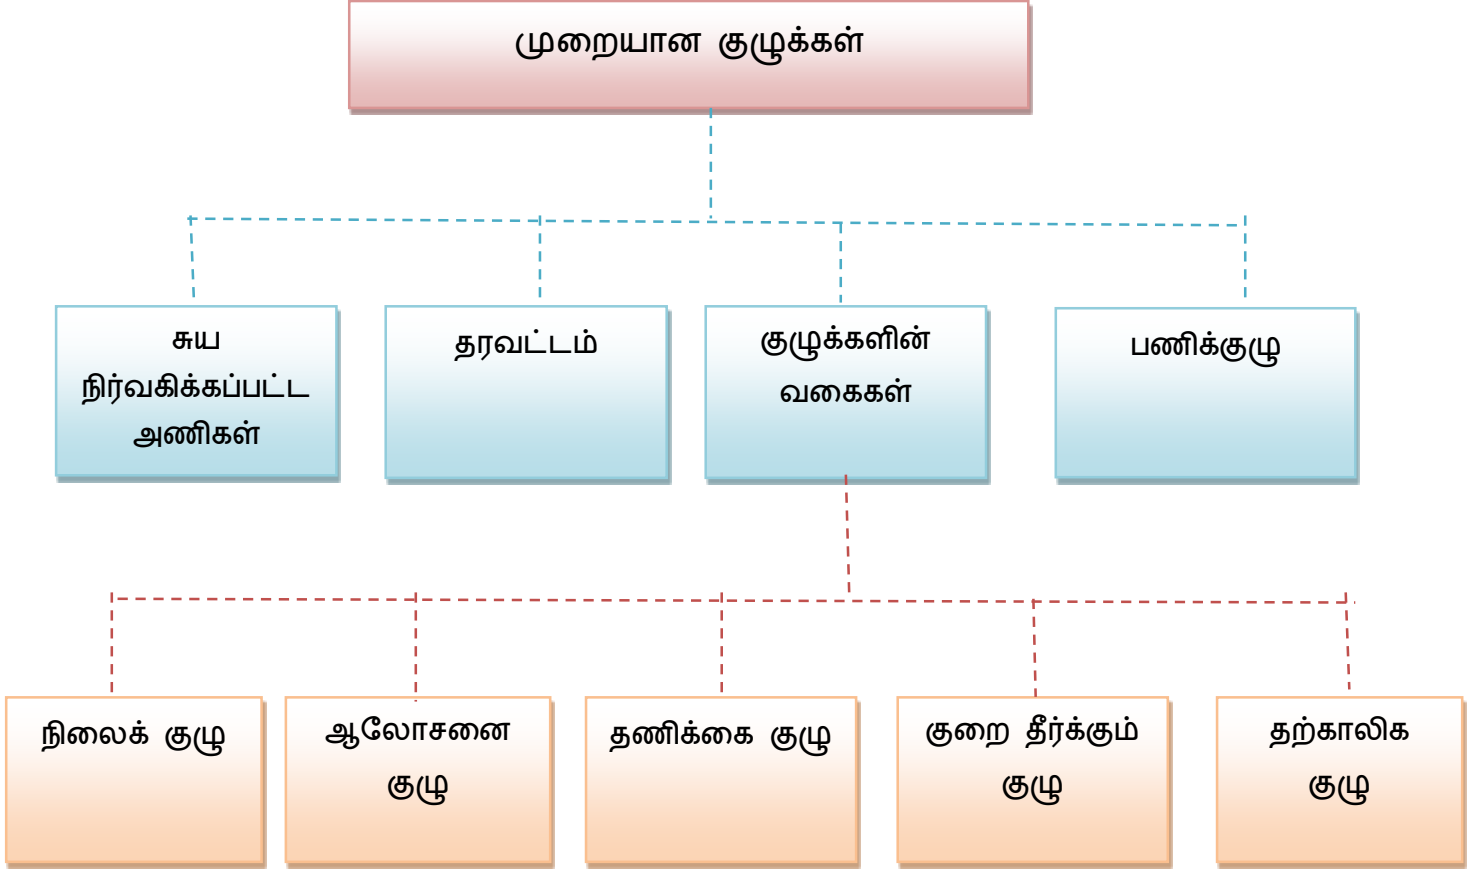 முறையான குழுக்கள்
சுய
நிர்வகிக்கப்பட்ட
அணிகள்
தரவட்டம்
குழுக்களின்
வகைகள்
பணிக்குழு
நிலைக் குழு
ஆலோசனை
குழு
தணிக்கை குழு
குறை தீர்க்கும்
குழு
தற்காலிக
குழு